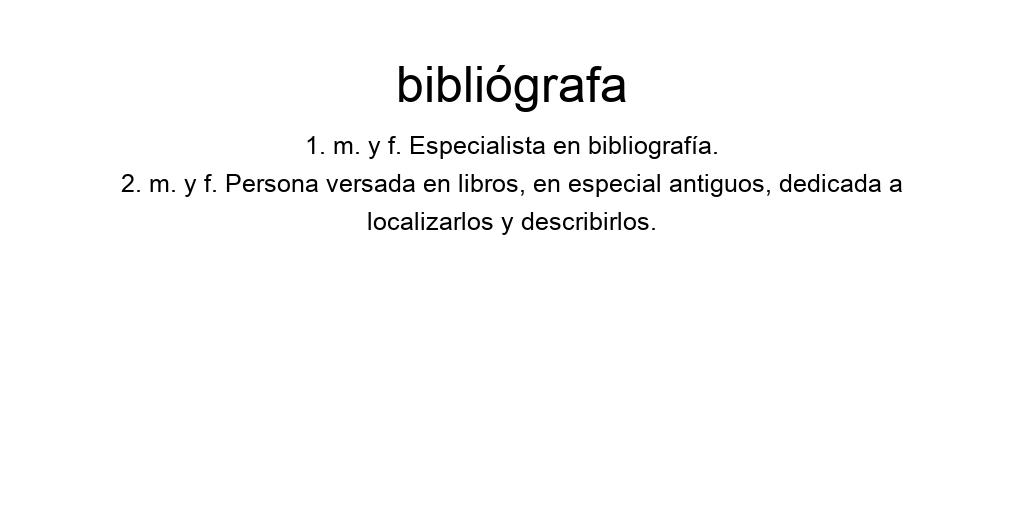 bibliógrafa
1. m. y f. Especialista en bibliografía.
2. m. y f. Persona versada en libros, en especial antiguos, dedicada a
localizarlos y describirlos.